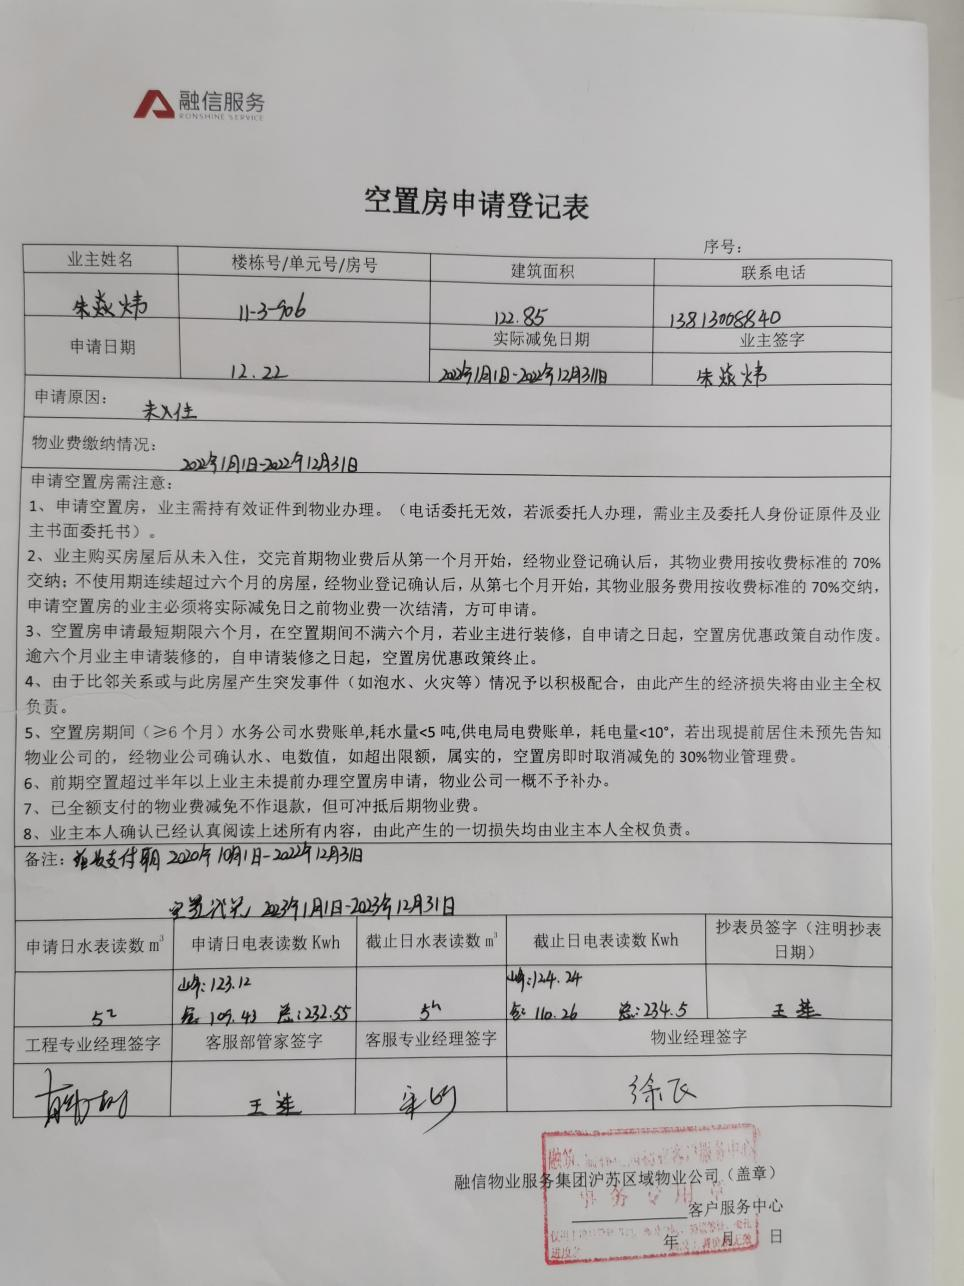 融信服务
RONSHINE SERVICE
空置房申请登记表
序号：
业主姓名 楼栋号/单元号/房号 建筑面积 联系电话
朱焱炜 11-3-906 122.85 13813008840
申请日期 实际减免日期 业主签字
12.22 2022年1月1日-2022年12月31日 朱焱炜
申请原因： 未入住
物业费缴纳情况： 2022年1月1日-2022年12月31日
申请空置房需注意：
1、申请空置房，业主需持有效证件到物业办理。（电话委托无效，若派委托人办理，需业主及委托人身份证原件及业
主书面委托书）。
2、业主购买房屋后从未入住，交完首期物业费后从第一个月开始，经物业登记确认后，其物业费用按收费标准的70%
交纳；不使用期连续超过六个月的房屋，经物业登记确认后，从第七个月开始，其物业服务费用按收费标准的70%交纳，
申请空置房的业主必须将实际减免日之前物业费一次结清，方可申请。
3、空置房申请最短期限六个月，在空置期间不满六个月，若业主进行装修，自申请之日起，空置房优惠政策自动作废。
逾六个月业主申请装修的，自申请装修之日起，空置房优惠政策终止。
4、由于比邻关系或与此房屋产生突发事件（如泡水、火灾等）情况予以积极配合，由此产生的经济损失将由业主全权
负责。
5、空置房期间（≥6个月）水务公司水费账单,耗水量<5吨,供电局电费账单，耗电量<10°，若出现提前居住未预先告知
物业公司的，经物业公司确认水、电数值，如超出限额，属实的，空置房即时取消减免的30%物业管理费。
6、前期空置超过半年以上业主未提前办理空置房申请，物业公司一概不予补办。
7、已全额支付的物业费减免不作退款，但可冲抵后期物业费。
8、业主本人确认已经认真阅读上述所有内容，由此产生的一切损失均由业主本人全权负责。
备注： 支付期 2020年10月1日-2022年12月31日
空置 2023年1月1日-2023年12月31日
申请日水表读数m³ 申请日电表读数Kwh 截止日水表读数m³ 截止日电表读数Kwh 抄表员签字（注明抄表
日期）
峰：123.12 峰：124.24
谷：109.43 总：232.55 谷：110.26 总：234.5 王
工程专业经理签字 客服部管家签字 客服专业经理签字 物业经理签字
王 徐
融信物业服务集团沪苏区域物业公司（盖章）
客户服务中心
年 月 日